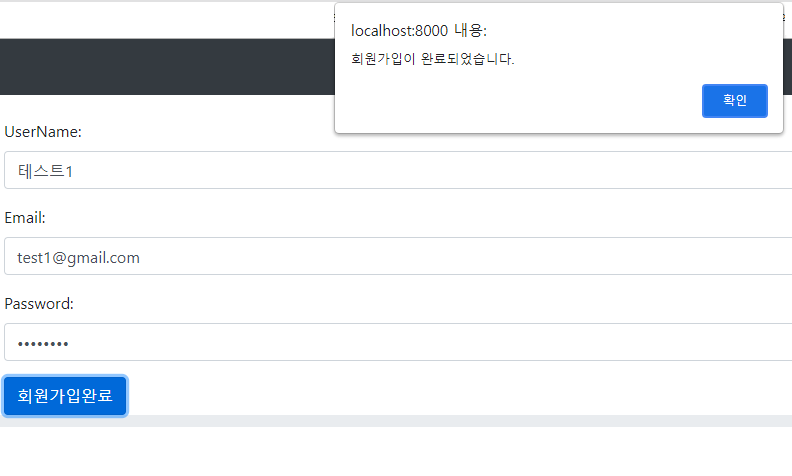 localhost:8000 내용:
회원가입이 완료되었습니다.
확인
UserName:
테스트1
Email:
test1@gmail.com
Password:
••••••••
회원가입완료